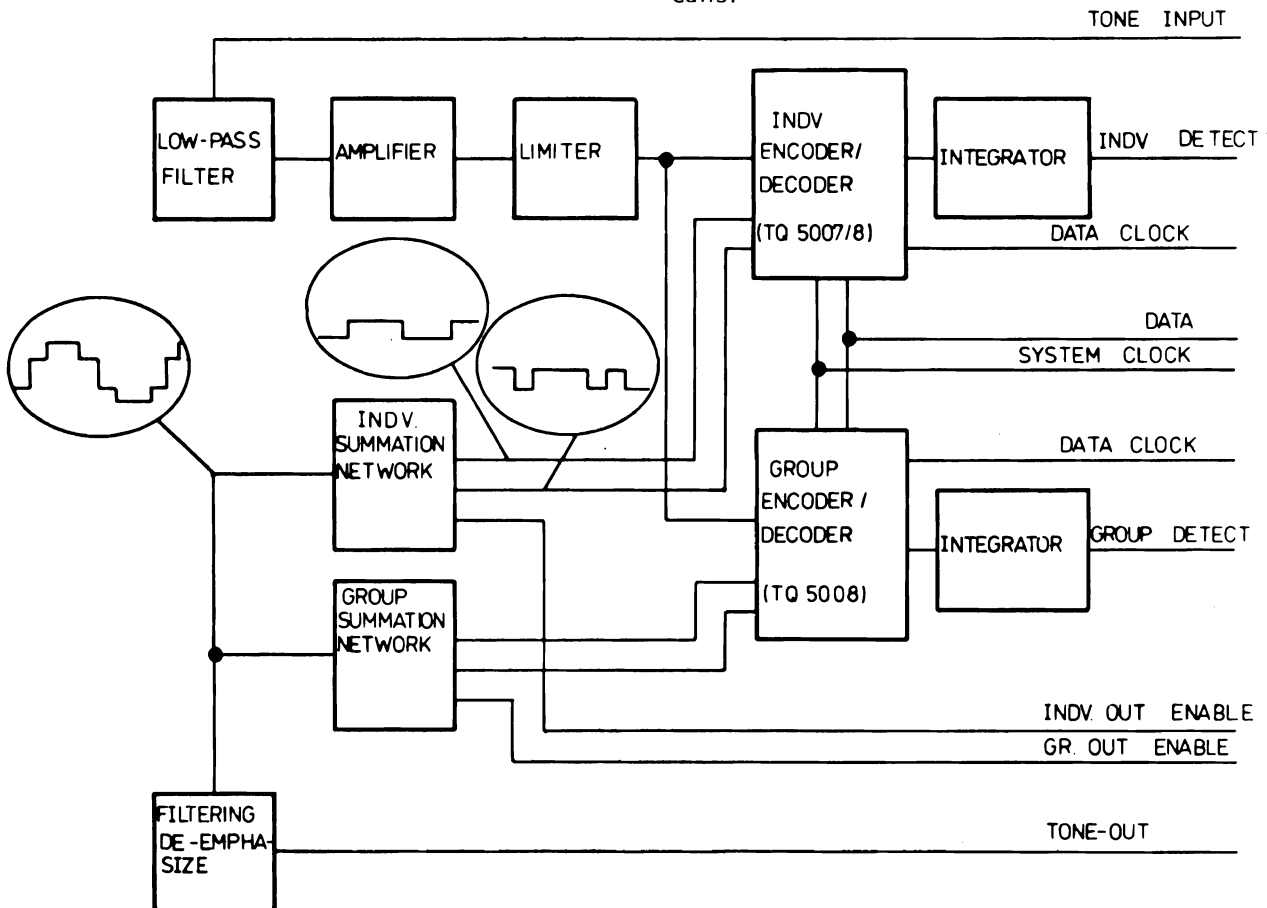 TONE INPUT
LOW-PASS
FILTER
AMPLIFIER
LIMITER
INDV
ENCODER/
DECODER
(TQ 5007/8)
INTEGRATOR
INDV DETECT
DATA CLOCK
DATA
SYSTEM CLOCK
INDV.
SUMMATION
NETWORK
DATA CLOCK
GROUP
ENCODER /
DECODER
(TQ 5008)
INTEGRATOR
GROUP DETECT
GROUP
SUMMATION
NETWORK
INDV. OUT ENABLE
GR. OUT ENABLE
FILTERING
DE-EMPHA-
SIZE
TONE-OUT